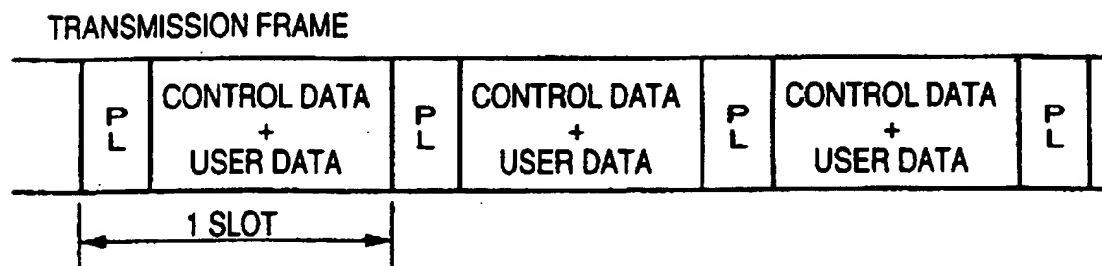 TRANSMISSION FRAME
P
L
CONTROL DATA
+
USER DATA
P
L
CONTROL DATA
+
USER DATA
P
L
CONTROL DATA
+
USER DATA
P
L
1 SLOT